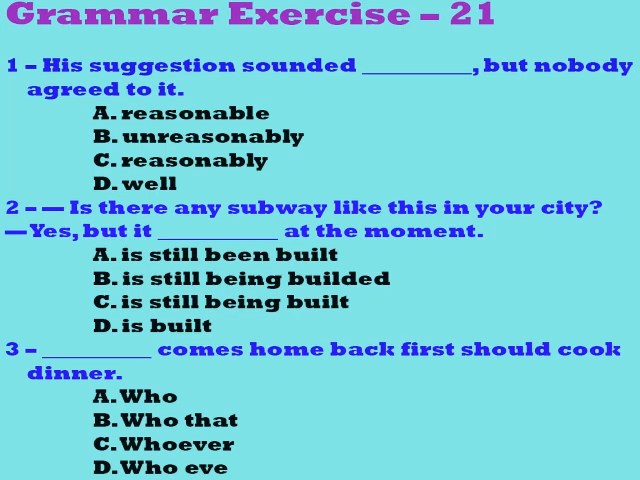 Grammar Exercise – 21
1 – His suggestion sounded _________, but nobody
agreed to it.
A. reasonable
B. unreasonably
C. reasonably
D. well
2 – — Is there any subway like this in your city?
—Yes, but it __________ at the moment.
A. is still been built
B. is still being builded
C. is still being built
D. is built
3 – _________ comes home back first should cook
dinner.
A. Who
B. Who that
C. Whoever
D. Who eve